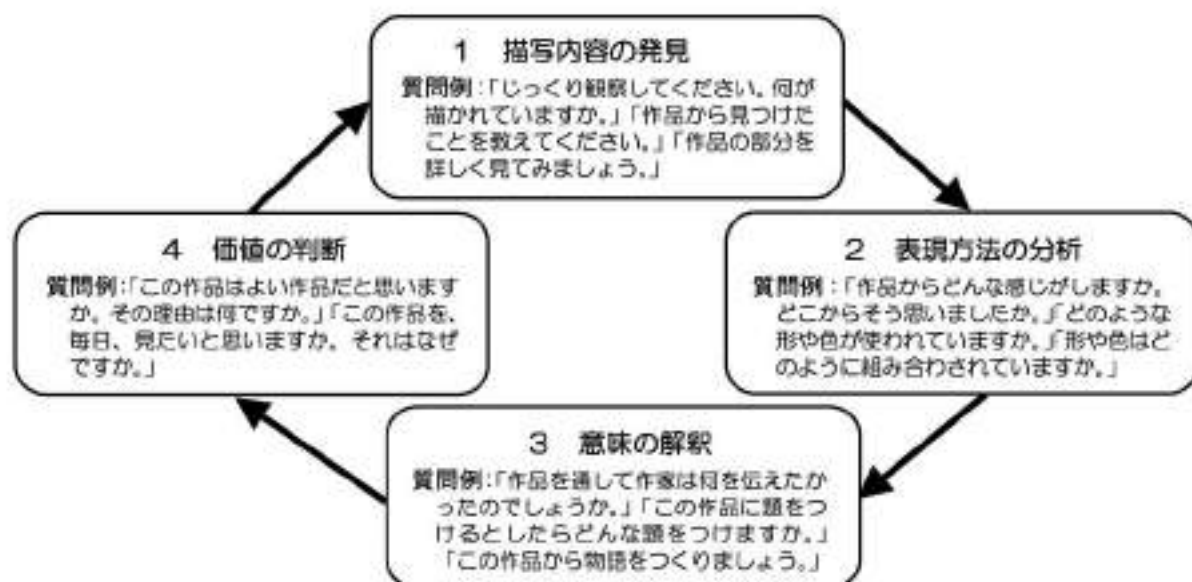 1 描写内容の発見
質問例:「じっくり観察してください。何が
描かれていますか。」「作品から見つけた
ことを教えてください。」「作品の部分を
詳しく見てみましょう。」
2 表現方法の分析
質問例:「作品からどんな感じがしますか。
どこからそう思いましたか。」「どのような
形や色が使われていますか。」「形や色はど
のように組み合わされていますか。」
3 意味の解釈
質問例:「作品を通して作家は何を伝えたか
ったのでしょうか。」「この作品に題をつ
けるとしたらどんな題をつけますか。」
「この作品から物語をつくりましょう。」
4 価値の判断
質問例:「この作品はよい作品だと思います
か。その理由は何ですか。」「この作品を、
毎日、見たいと思いますか。それはなぜ
ですか。」